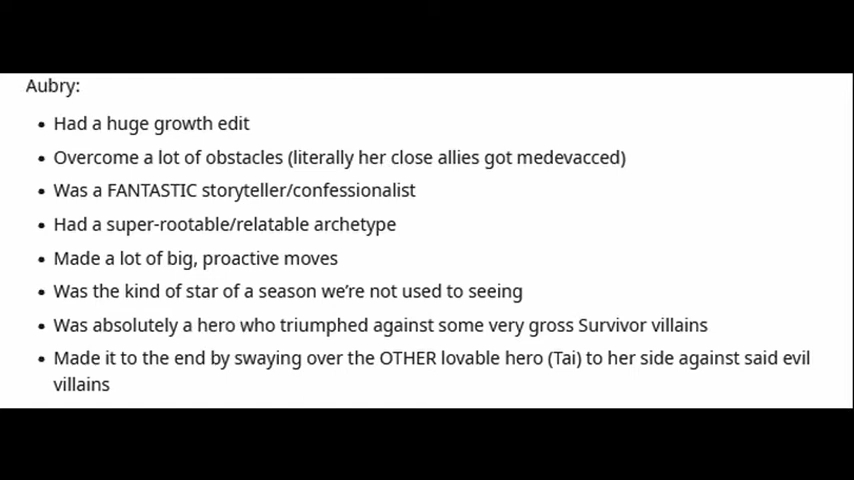 Aubry:
• Had a huge growth edit
• Overcome a lot of obstacles (literally her close allies got medevacced)
• Was a FANTASTIC storyteller/confessionalist
• Had a super-rootable/relatable archetype
• Made a lot of big, proactive moves
• Was the kind of star of a season we’re not used to seeing
• Was absolutely a hero who triumphed against some very gross Survivor villains
• Made it to the end by swaying over the OTHER lovable hero (Tai) to her side against said evil
villains